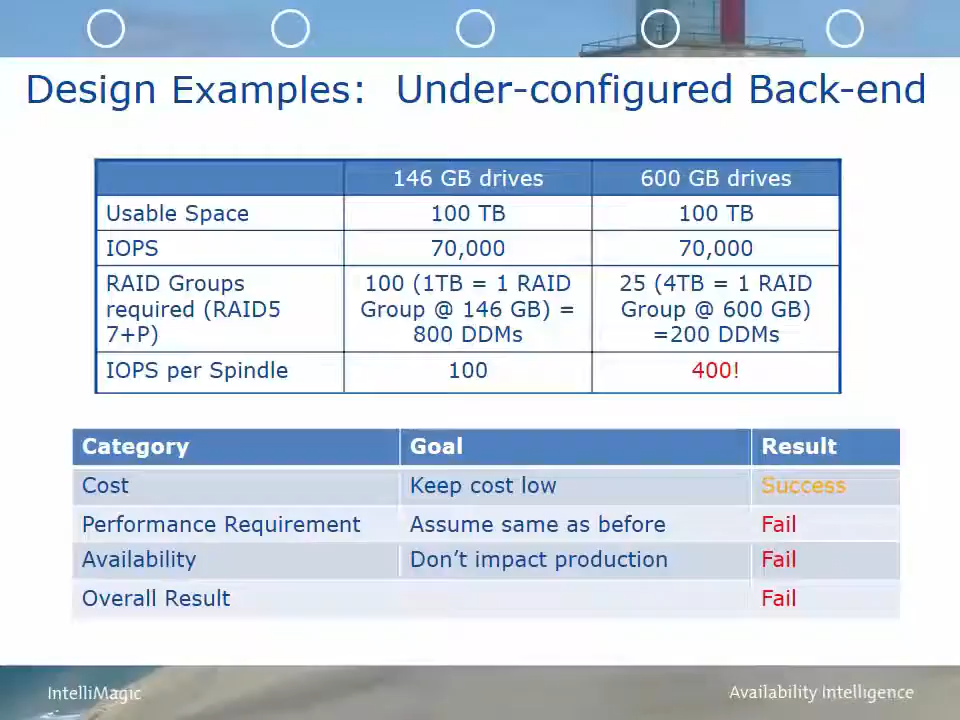 Design Examples: Under-configured Back-end
146 GB drives 600 GB drives
Usable Space 100 TB 100 TB
IOPS 70,000 70,000
RAID Groups required (RAID5 7+P) 100 (1TB = 1 RAID Group @ 146 GB) = 800 DDMs 25 (4TB = 1 RAID Group @ 600 GB) =200 DDMs
IOPS per Spindle 100 400!
Category Goal Result
Cost Keep cost low Success
Performance Requirement Assume same as before Fail
Availability Don't impact production Fail
Overall Result Fail
IntelliMagic Availability Intelligence